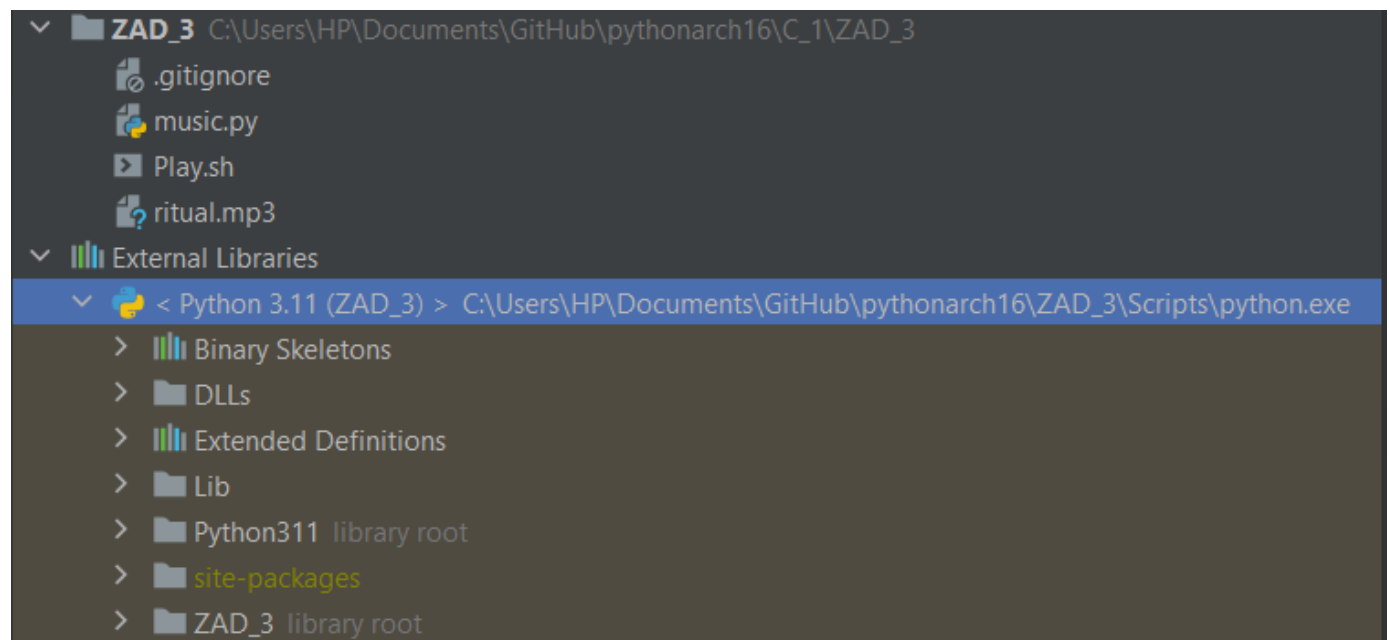 ZAD_3 C:\Users\HP\Documents\GitHub\pythonarch16\C_1\ZAD_3
.gitignore
music.py
Play.sh
ritual.mp3
External Libraries
< Python 3.11 (ZAD_3) > C:\Users\HP\Documents\GitHub\pythonarch16\ZAD_3\Scripts\python.exe
Binary Skeletons
DLLs
Extended Definitions
Lib
Python311 library root
site-packages
ZAD_3 library root